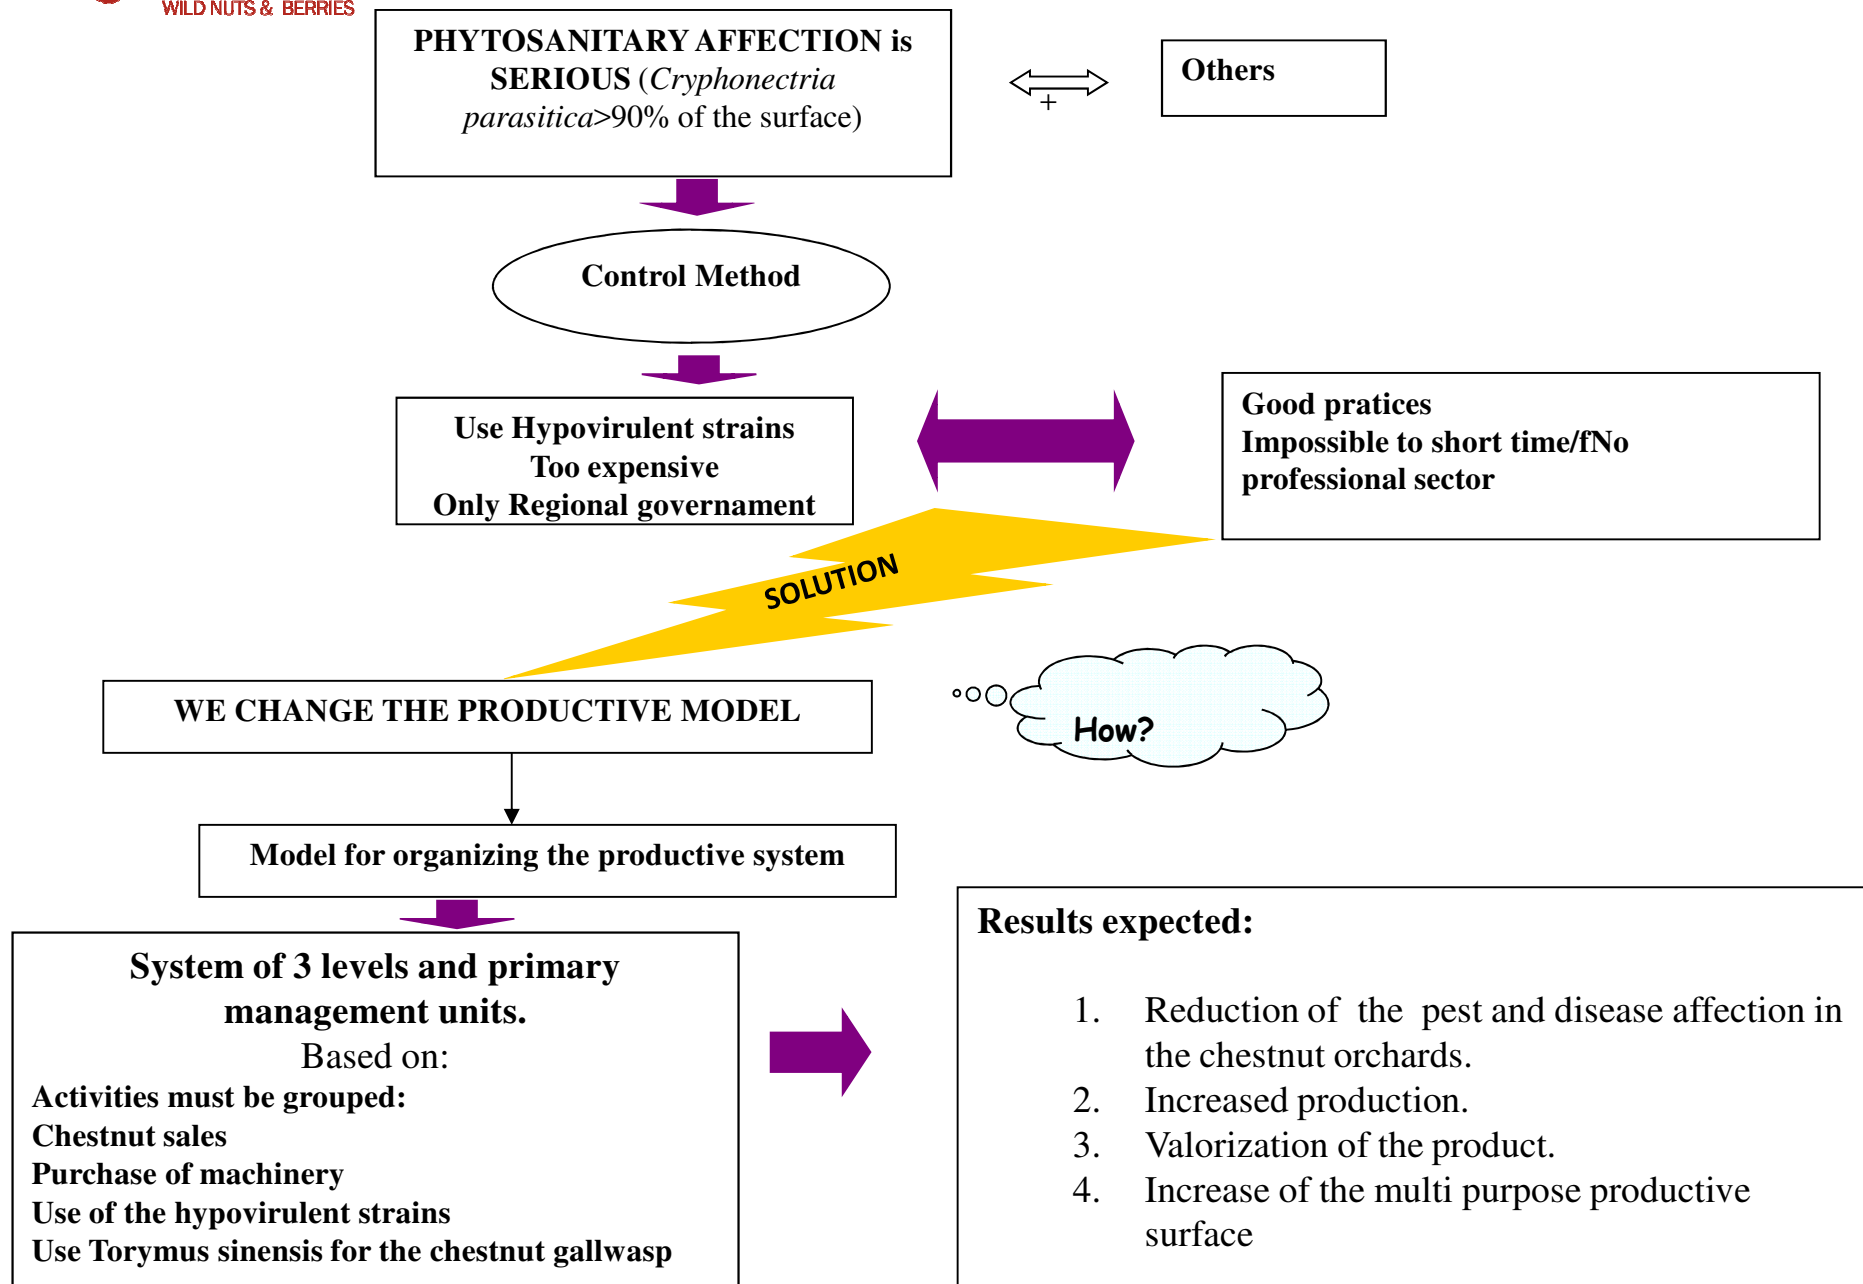 WILD NUTS & BERRIES
PHYTOSANITARY AFFECTION is
SERIOUS (Cryphonectria
parasitica>90% of the surface)
+
Others
Control Method
Use Hypovirulent strains
Too expensive
Only Regional governament
Good pratices
Impossible to short time/fNo
professional sector
SOLUTION
WE CHANGE THE PRODUCTIVE MODEL
How?
Model for organizing the productive system
System of 3 levels and primary
management units.
Based on:
Activities must be grouped:
Chestnut sales
Purchase of machinery
Use of the hypovirulent strains
Use Torymus sinensis for the chestnut gallwasp
Results expected:
1. Reduction of the pest and disease affection in
the chestnut orchards.
2. Increased production.
3. Valorization of the product.
4. Increase of the multi purpose productive
surface